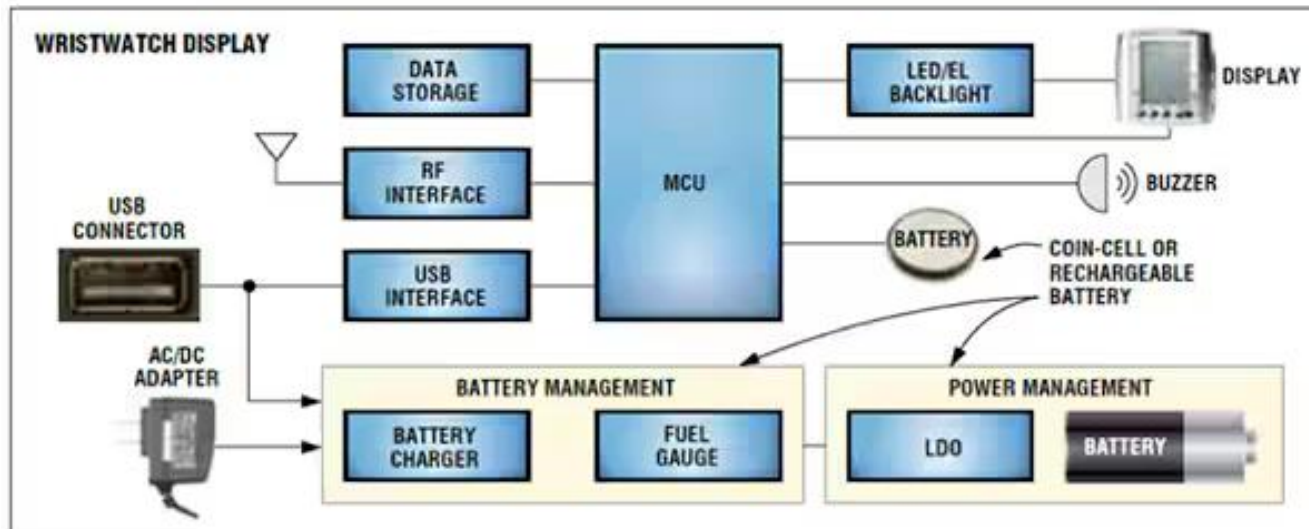 WRISTWATCH DISPLAY
DATA
STORAGE
LED/EL
BACKLIGHT
DISPLAY
RF
INTERFACE
MCU
BUZZER
USB
CONNECTOR
BATTERY
COIN-CELL OR
RECHARGEABLE
BATTERY
USB
INTERFACE
AC/DC
ADAPTER
BATTERY MANAGEMENT
POWER MANAGEMENT
BATTERY
CHARGER
FUEL
GAUGE
LDO
BATTERY